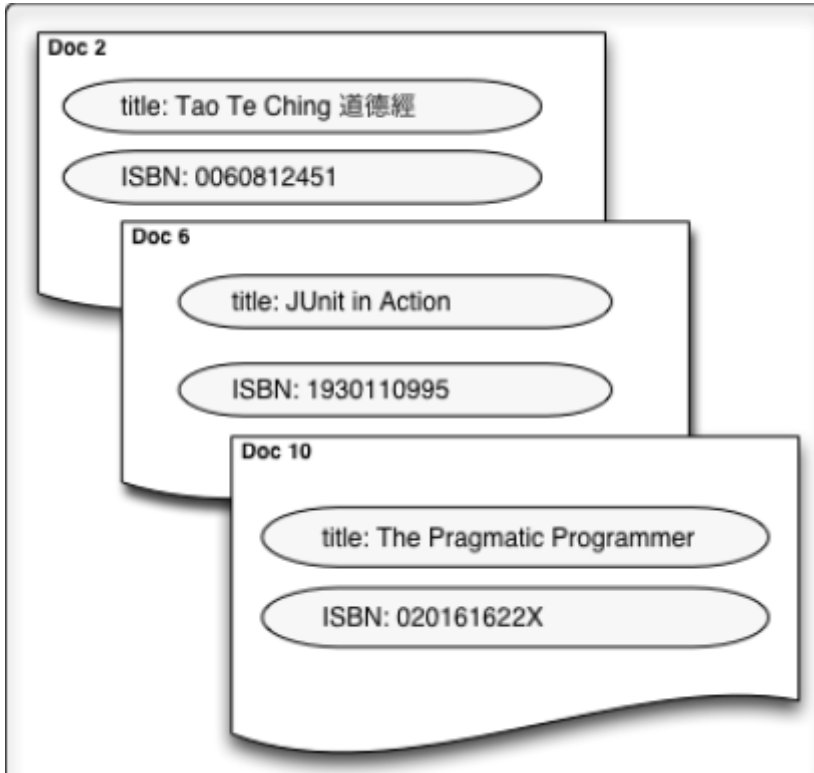 Doc 2
title: Tao Te Ching 道德經
ISBN: 0060812451
Doc 6
title: JUnit in Action
ISBN: 1930110995
Doc 10
title: The Pragmatic Programmer
ISBN: 020161622X